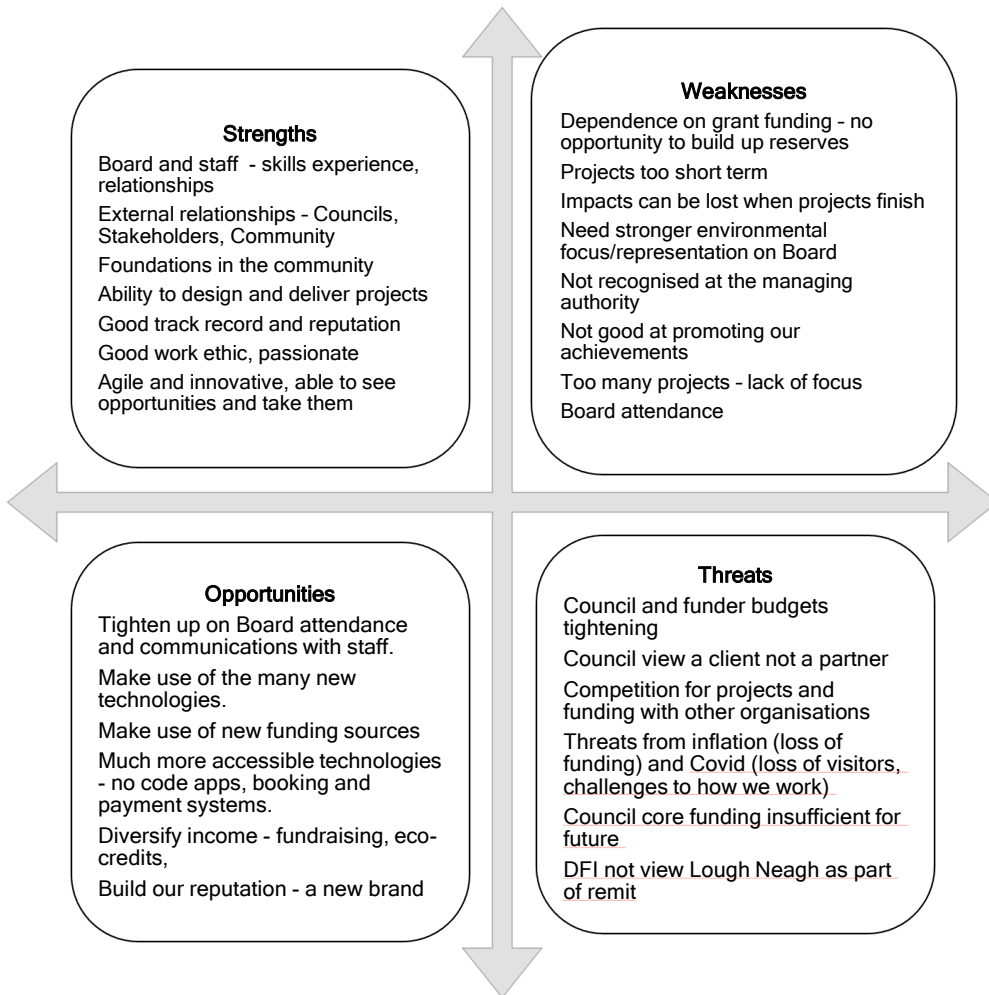 Strengths
Board and staff  - skills experience,
relationships
External relationships – Councils,
Stakeholders, Community
Foundations in the community
Ability to design and deliver projects
Good track record and reputation
Good work ethic, passionate
Agile and innovative, able to see
opportunities and take them
Weaknesses
Dependence on grant funding – no
opportunity to build up reserves
Projects too short term
Impacts can be lost when projects finish
Need stronger environmental
focus/representation on Board
Not recognised at the managing
authority
Not good at promoting our
achievements
Too many projects – lack of focus
Board attendance
Opportunities
Tighten up on Board attendance
and communications with staff.
Make use of the many new
technologies.
Make use of new funding sources
Much more accessible technologies
- no code apps, booking and
payment systems.
Diversify income - fundraising, eco-
credits,
Build our reputation - a new brand
Threats
Council and funder budgets
tightening
Council view a client not a partner
Competition for projects and
funding with other organisations
Threats from inflation (loss of
funding) and Covid (loss of visitors,
challenges to how we work)
Council core funding insufficient for
future
DFI not view Lough Neagh as part
of remit